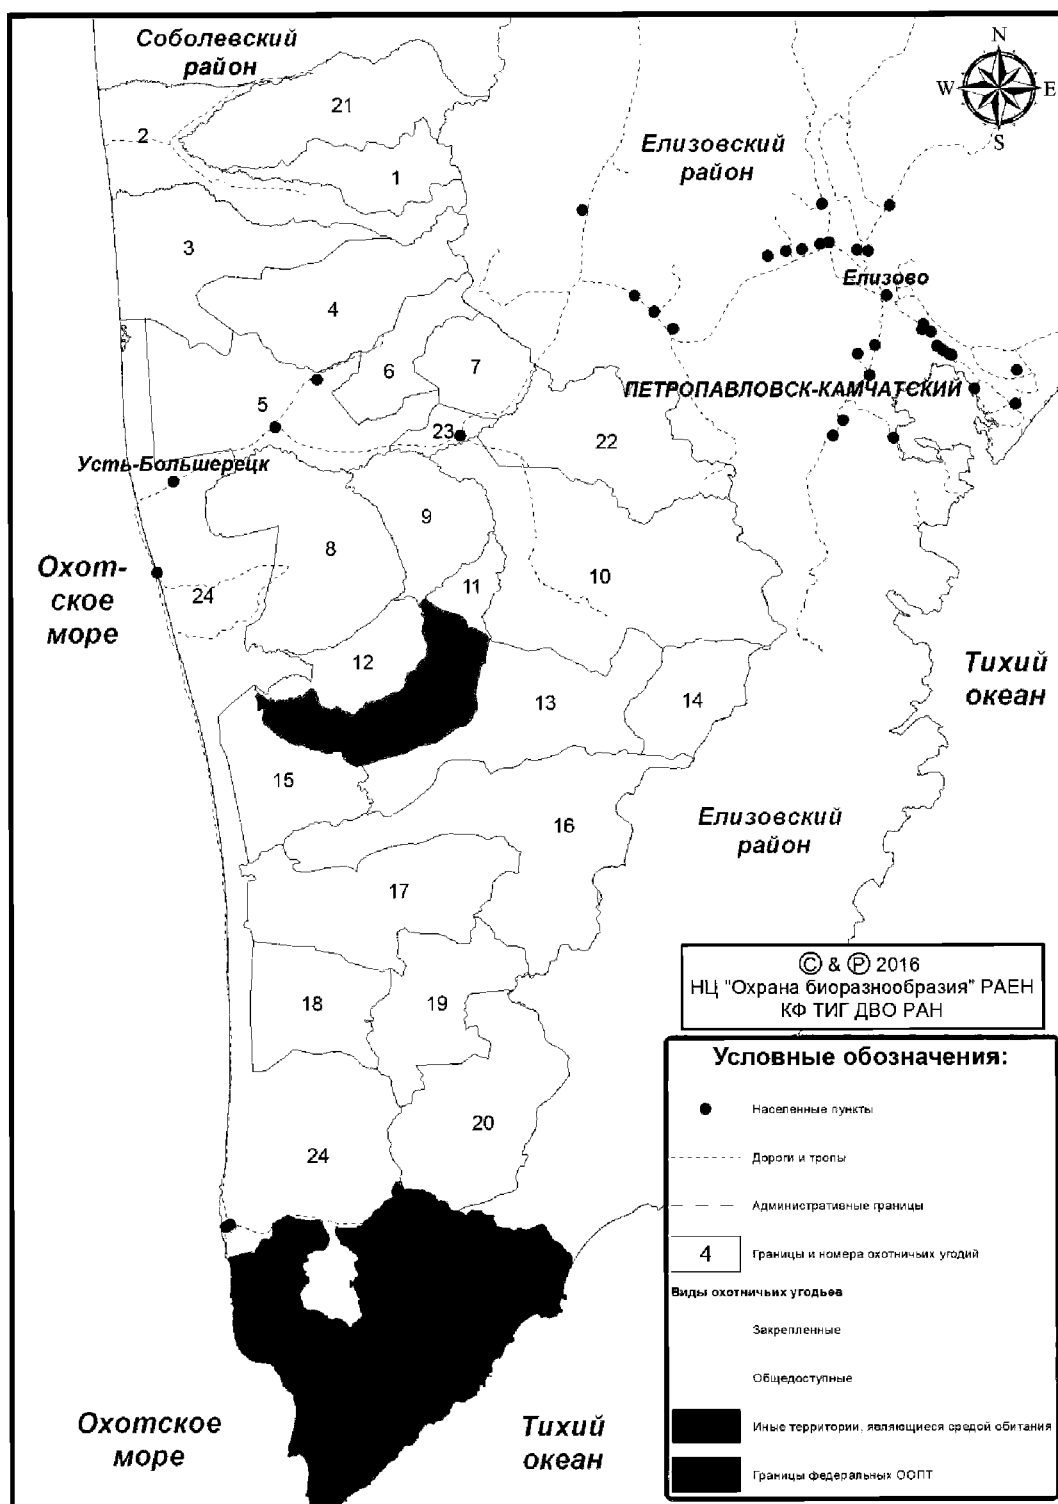 Соболевский
район
N
W
E
S
21
2
Елизовский
район
1
3
Елизово
4
7
6
ПЕТРОПАВЛОВСК-КАМЧАТСКИЙ
5
23
22
Усть-Большерецк
9
8
Охот-
ское
море
10
11
24
12
Тихий
океан
13
14
15
Елизовский
район
16
17
© & ℗ 2016
НЦ "Охрана биоразнообразия" РАЕН
КФ ТИГ ДВО РАН
18
19
Условные обозначения:
Населенные пункты
20
24
Дороги и тропы
Административные границы
4
Границы и номера охотничьих угодий
Виды охотничьих угодьев
Закрепленные
Общедоступные
Охотское
море
Тихий
океан
Иные территории, являющиеся средой обитания
Границы федеральных ООПТ